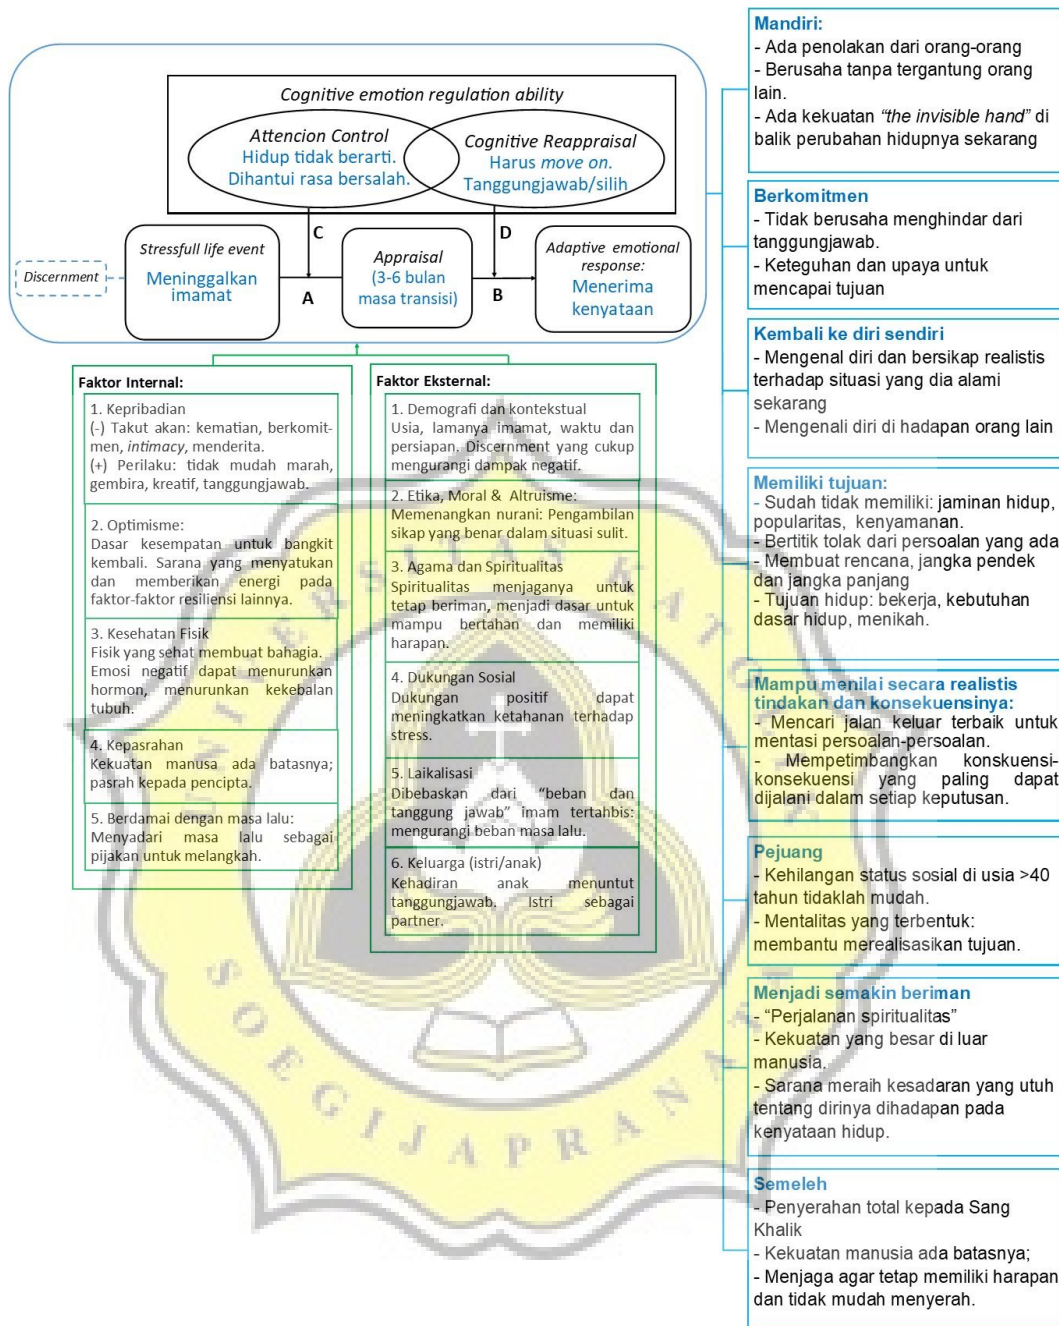 Cognitive emotion regulation ability
Attencion Control
Hidup tidak berarti.
Dihantui rasa bersalah.
Cognitive Reappraisal
Harus move on.
Tanggungjawab/silih
C
D
Discernment
Stressfull life event
Meninggalkan
imamat
A
Appraisal
(3-6 bulan
masa transisi)
B
Adaptive emotional
response:
Menerima
kenyataan
Faktor Internal:
1. Kepribadian
(-) Takut akan: kematian, berkomit-
men, intimacy, menderita.
(+) Perilaku: tidak mudah marah,
gembira, kreatif, tanggungjawab.
2. Optimisme:
Dasar kesempatan untuk bangkit
kembali. Sarana yang menyatukan
dan memberikan energi pada
faktor-faktor resiliensi lainnya.
3. Kesehatan Fisik
Fisik yang sehat membuat bahagia.
Emosi negatif dapat menurunkan
hormon, menurunkan kekebalan
tubuh.
4. Kepasrahan
Kekuatan manusa ada batasnya;
pasrah kepada pencipta.
5. Berdamai dengan masa lalu:
Menyadari masa lalu sebagai
pijakan untuk melangkah.
Faktor Eksternal:
1. Demografi dan kontekstual
Usia, lamanya imamat, waktu dan
persiapan. Discernment yang cukup
mengurangi dampak negatif.
2. Etika, Moral & Altruisme:
Memenangkan nurani: Pengambilan
sikap yang benar dalam situasi sulit.
3. Agama dan Spiritualitas
Spiritualitas menjaganya untuk
tetap beriman, menjadi dasar untuk
mampu bertahan dan memiliki
harapan.
4. Dukungan Sosial
Dukungan positif dapat
meningkatkan ketahanan terhadap
stress.
5. Laikalisasi
Dibebaskan dari “beban dan
tanggung jawab” imam tertahbis:
mengurangi beban masa lalu.
6. Keluarga (istri/anak)
Kehadiran anak menuntut
tanggungjawab. Istri sebagai
partner.
Mandiri:
- Ada penolakan dari orang-orang
- Berusaha tanpa tergantung orang
lain.
- Ada kekuatan “the invisible hand” di
balik perubahan hidupnya sekarang
Berkomitmen
- Tidak berusaha menghindar dari
tanggungjawab.
- Keteguhan dan upaya untuk
mencapai tujuan
Kembali ke diri sendiri
- Mengenal diri dan bersikap realistis
terhadap situasi yang dia alami
sekarang
- Mengenali diri di hadapan orang lain
Memiliki tujuan:
- Sudah tidak memiliki: jaminan hidup,
popularitas, kenyamanan.
- Bertitik tolak dari persoalan yang ada
- Membuat rencana, jangka pendek
dan jangka panjang
- Tujuan hidup: bekerja, kebutuhan
dasar hidup, menikah.
Mampu menilai secara realistis
tindakan dan konsekuensinya:
- Mencari jalan keluar terbaik untuk
mentasi persoalan-persoalan.
- Mempetimbangkan konskuensi-
konsekuensi yang paling dapat
dijalani dalam setiap keputusan.
Pejuang
- Kehilangan status sosial di usia >40
tahun tidaklah mudah.
- Mentalitas yang terbentuk:
membantu merealisasikan tujuan.
Menjadi semakin beriman
- “Perjalanan spiritualitas”
- Kekuatan yang besar di luar
manusia.
- Sarana meraih kesadaran yang utuh
tentang dirinya dihadapan pada
kenyataan hidup.
Semeleh
- Penyerahan total kepada Sang
Khalik
- Kekuatan manusia ada batasnya;
- Menjaga agar tetap memiliki harapan
dan tidak mudah menyerah.
SOEGIJAPRANATA